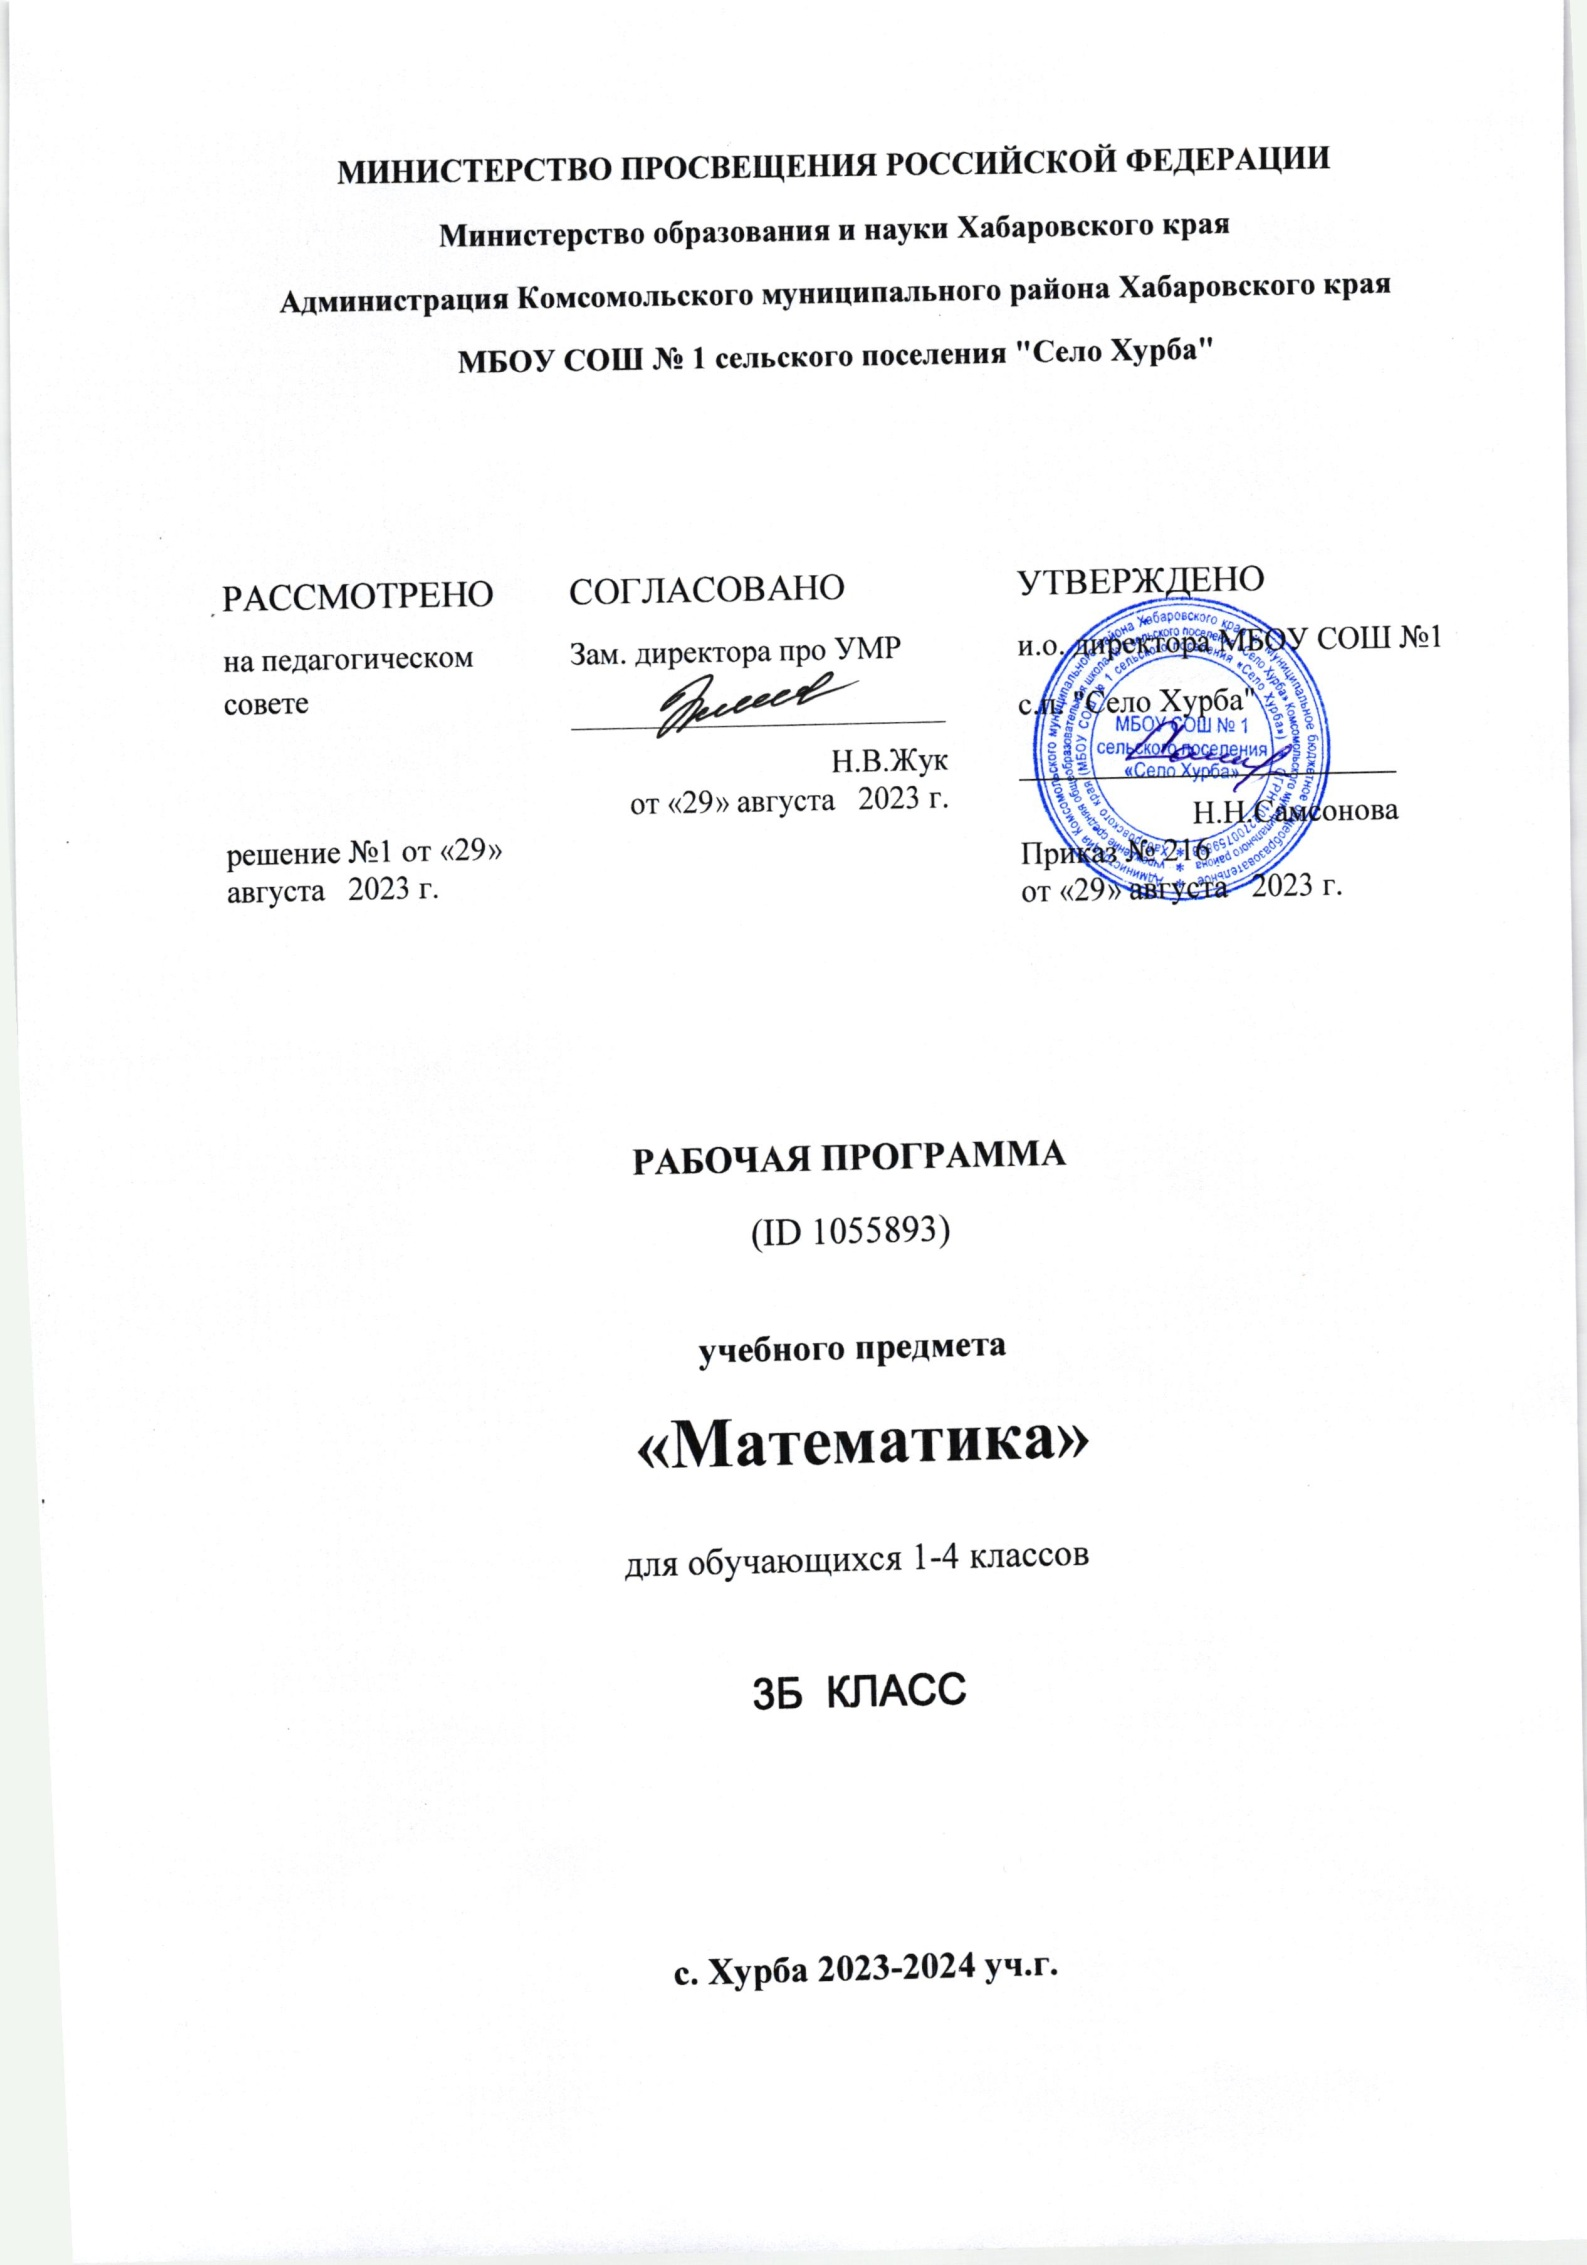 МИНИСТЕРСТВО ПРОСВЕЩЕНИЯ РОССИЙСКОЙ ФЕДЕРАЦИИ
Министерство образования и науки Хабаровского края
Администрация Комсомольского муниципального района Хабаровского края
МБОУ СОШ № 1 сельского поселения "Село Хурба"
РАССМОТРЕНО
на педагогическом
совете
решение №1 от «29»
августа 2023 г.
СОГЛАСОВАНО
Зам. директора про УМР
Н.В.Жук
от «29» августа 2023 г.
УТВЕРЖДЕНО
и.о. директора МБОУ СОШ №1
с.п. "Село Хурба"
Н.Н.Самсонова
Приказ № 216
от «29» августа 2023 г.
МБОУ СОШ № 1
сельского поселения
«Село Хурба»
РАБОЧАЯ ПРОГРАММА
(ID 1055893)
учебного предмета
«Математика»
для обучающихся 1-4 классов
3Б КЛАСС
с. Хурба 2023-2024 уч.г.